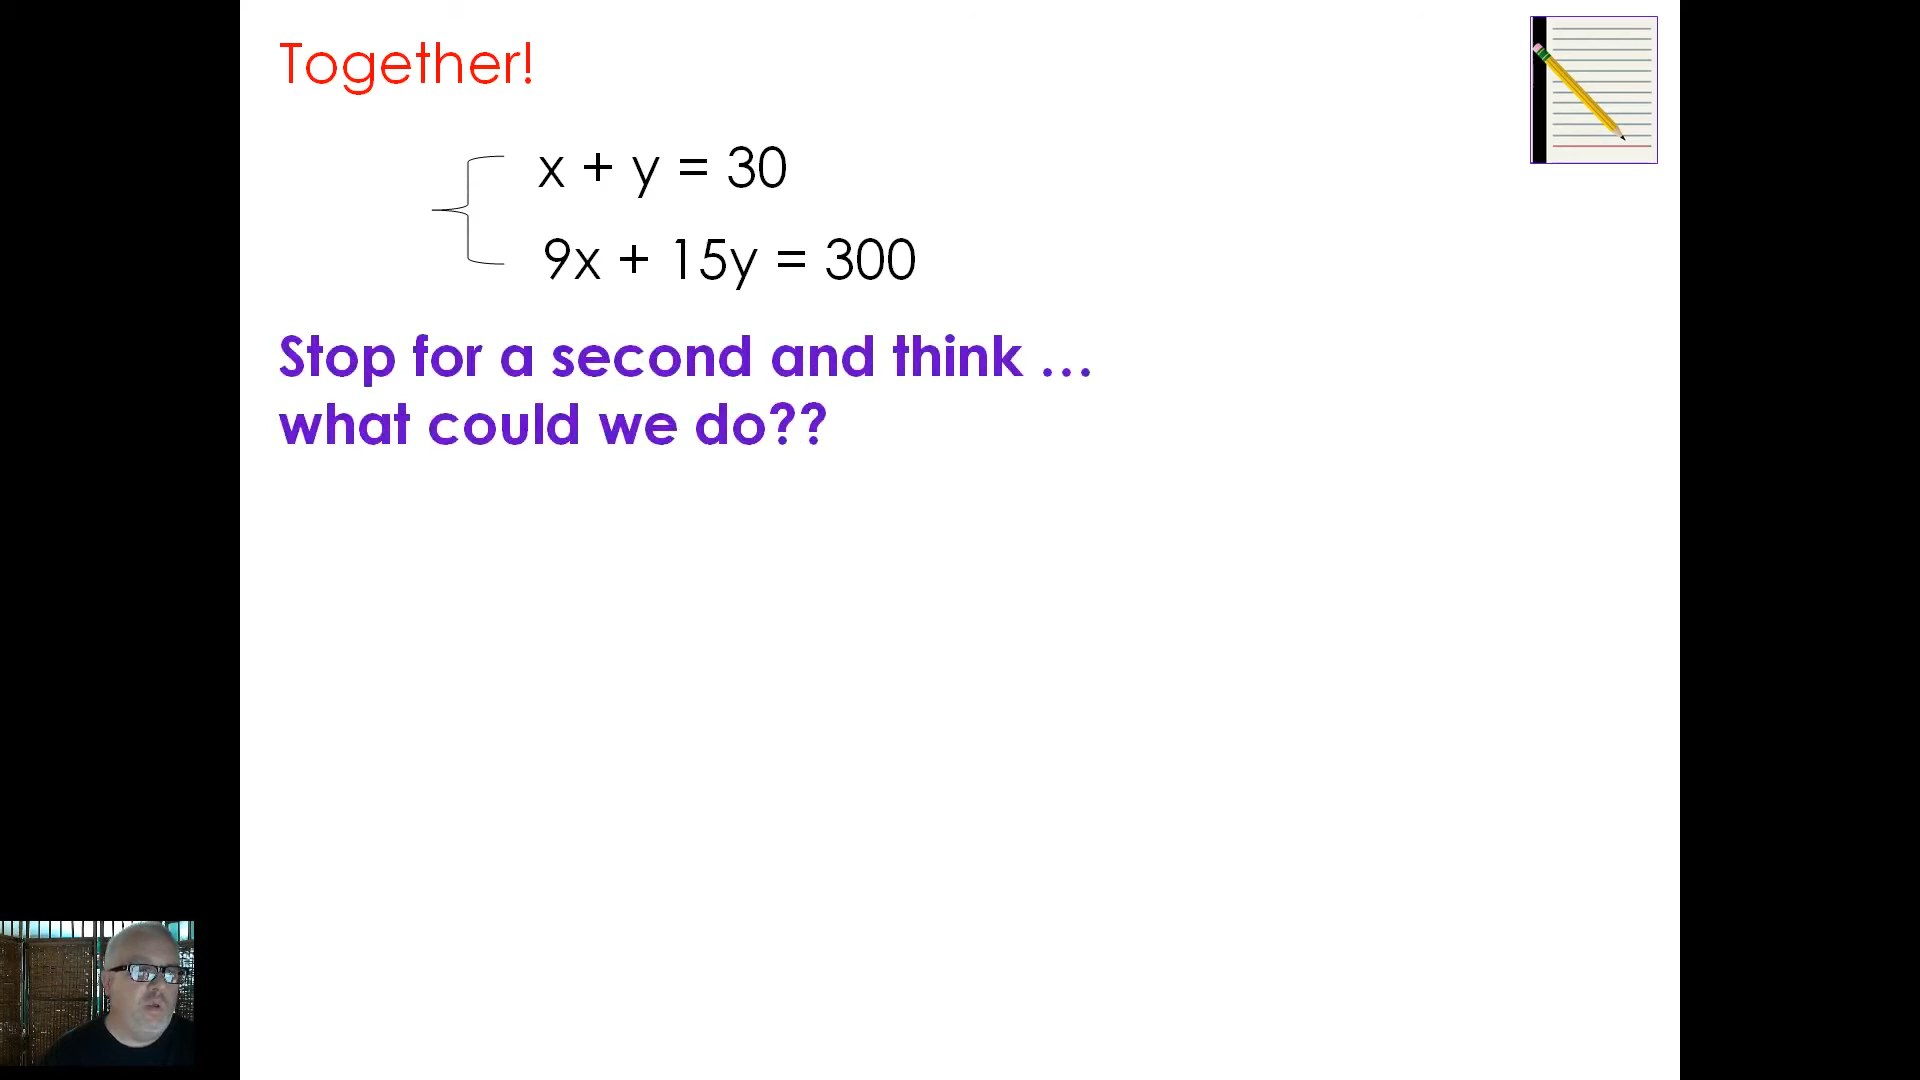 Together!
x + y = 30
9x + 15y = 300
Stop for a second and think …
what could we do??